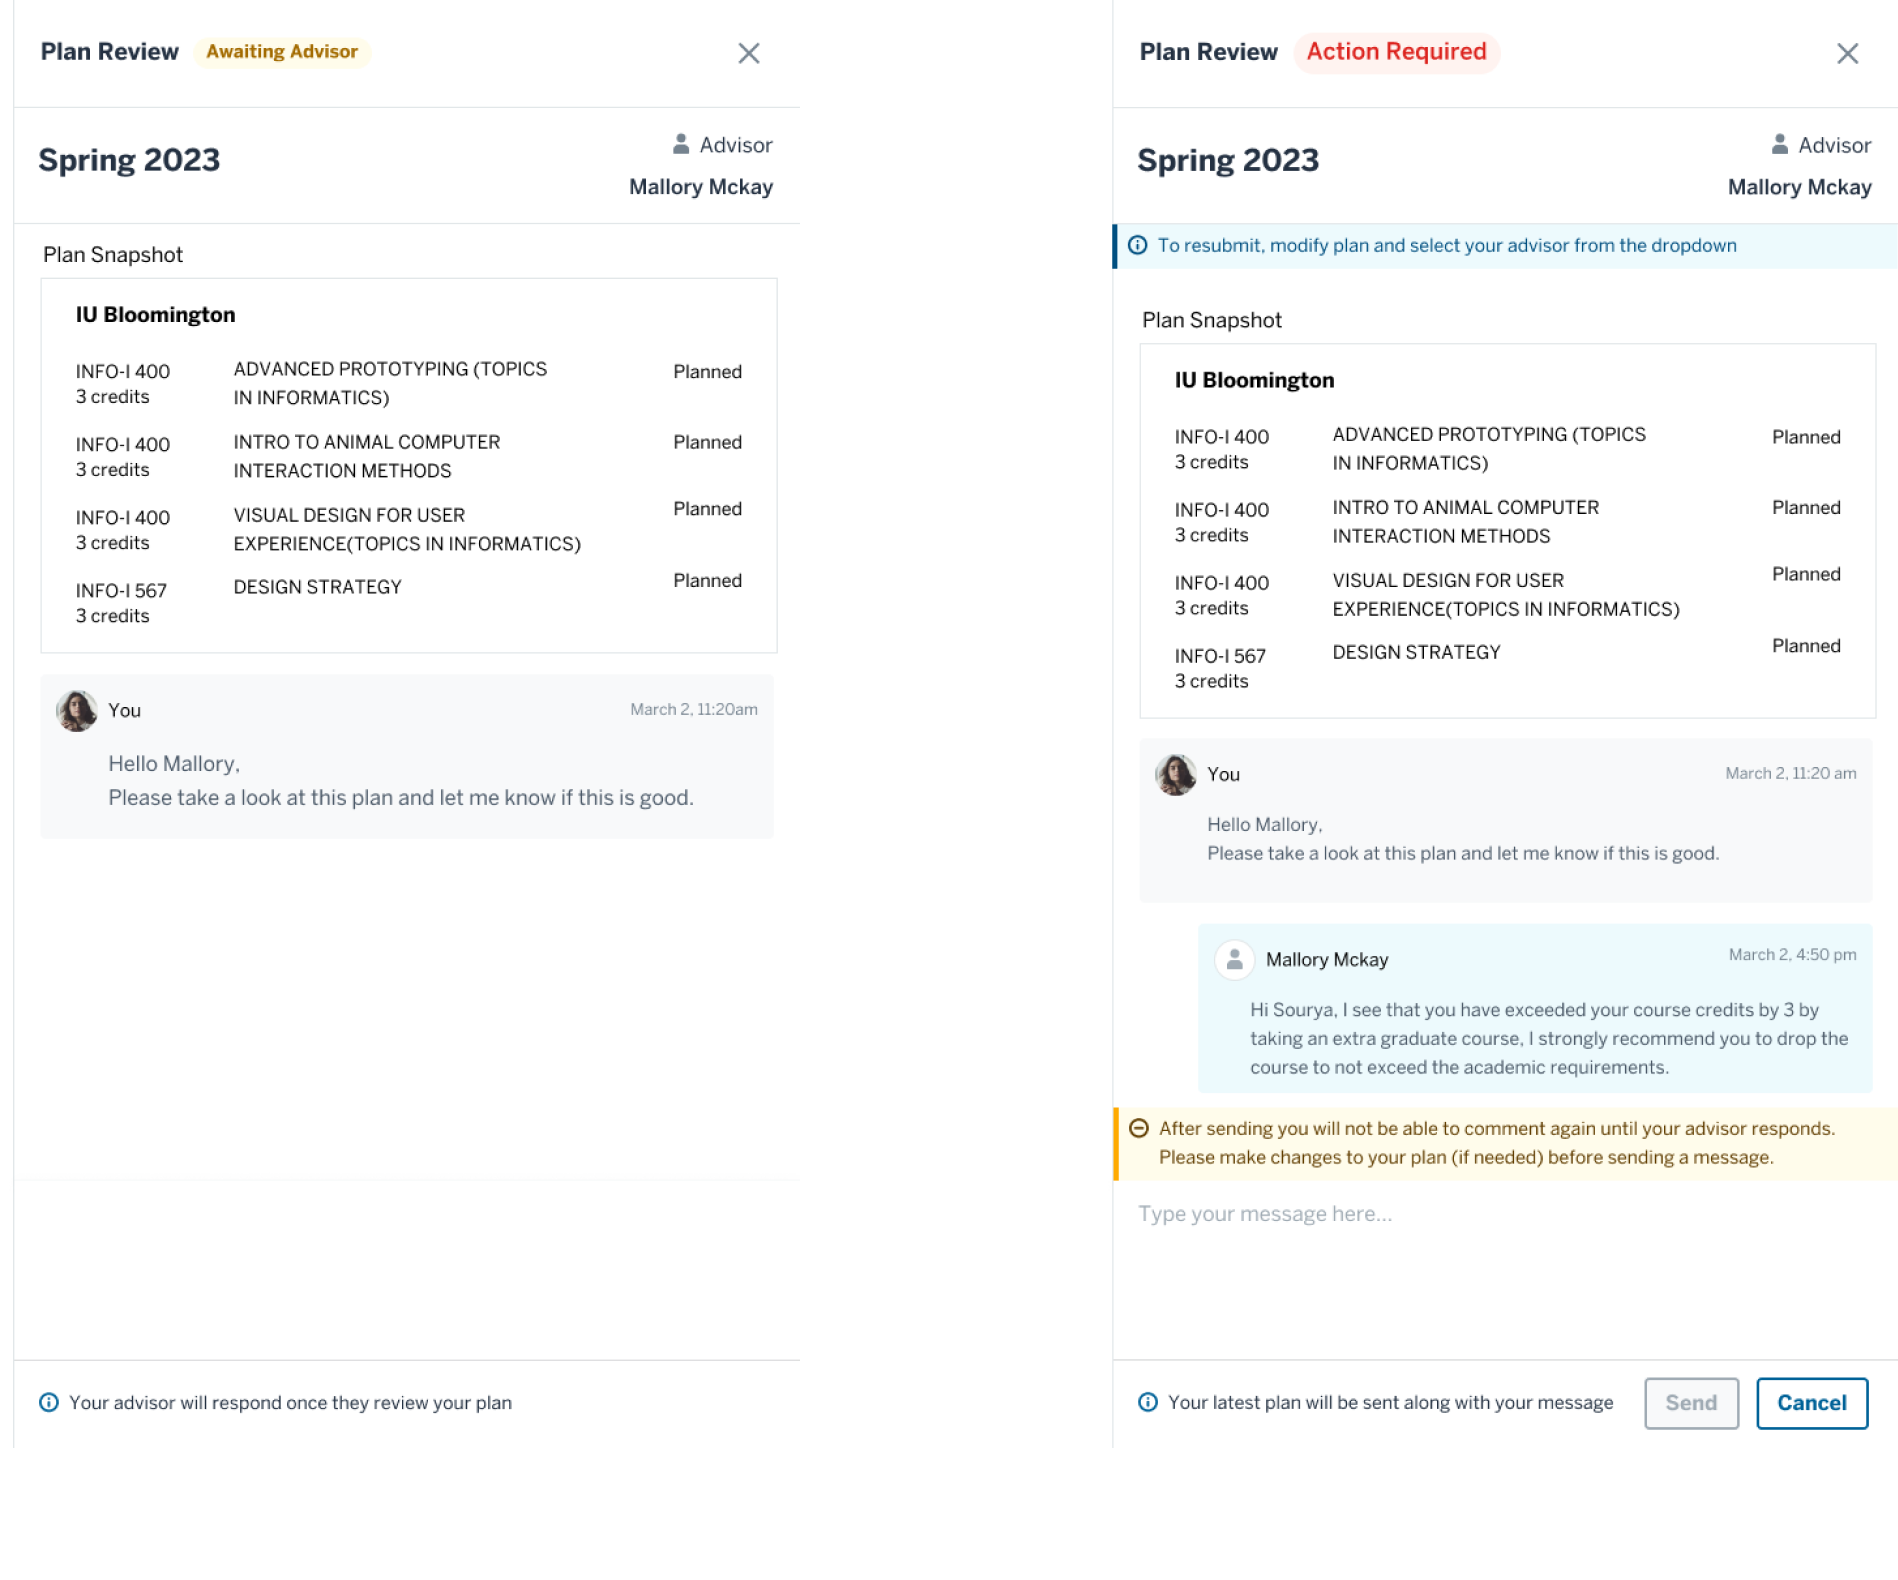 Plan Review Awaiting Advisor
Spring 2023
Advisor
Mallory Mckay
Plan Snapshot
IU Bloomington
INFO-I 400 ADVANCED PROTOTYPING (TOPICS Planned
3 credits IN INFORMATICS)
INFO-I 400 INTRO TO ANIMAL COMPUTER Planned
3 credits INTERACTION METHODS
INFO-I 400 VISUAL DESIGN FOR USER Planned
3 credits EXPERIENCE(TOPICS IN INFORMATICS)
INFO-I 567 DESIGN STRATEGY Planned
3 credits
You March 2, 11:20am
Hello Mallory,
Please take a look at this plan and let me know if this is good.
Your advisor will respond once they review your plan
Plan Review Action Required
Spring 2023
Advisor
Mallory Mckay
To resubmit, modify plan and select your advisor from the dropdown
Plan Snapshot
IU Bloomington
INFO-I 400 ADVANCED PROTOTYPING (TOPICS Planned
3 credits IN INFORMATICS)
INFO-I 400 INTRO TO ANIMAL COMPUTER Planned
3 credits INTERACTION METHODS
INFO-I 400 VISUAL DESIGN FOR USER Planned
3 credits EXPERIENCE(TOPICS IN INFORMATICS)
INFO-I 567 DESIGN STRATEGY Planned
3 credits
You March 2, 11:20 am
Hello Mallory,
Please take a look at this plan and let me know if this is good.
Mallory Mckay March 2, 4:50 pm
Hi Sourya, I see that you have exceeded your course credits by 3 by
taking an extra graduate course, I strongly recommend you to drop the
course to not exceed the academic requirements.
After sending you will not be able to comment again until your advisor responds.
Please make changes to your plan (if needed) before sending a message.
Type your message here...
Your latest plan will be sent along with your message Send Cancel